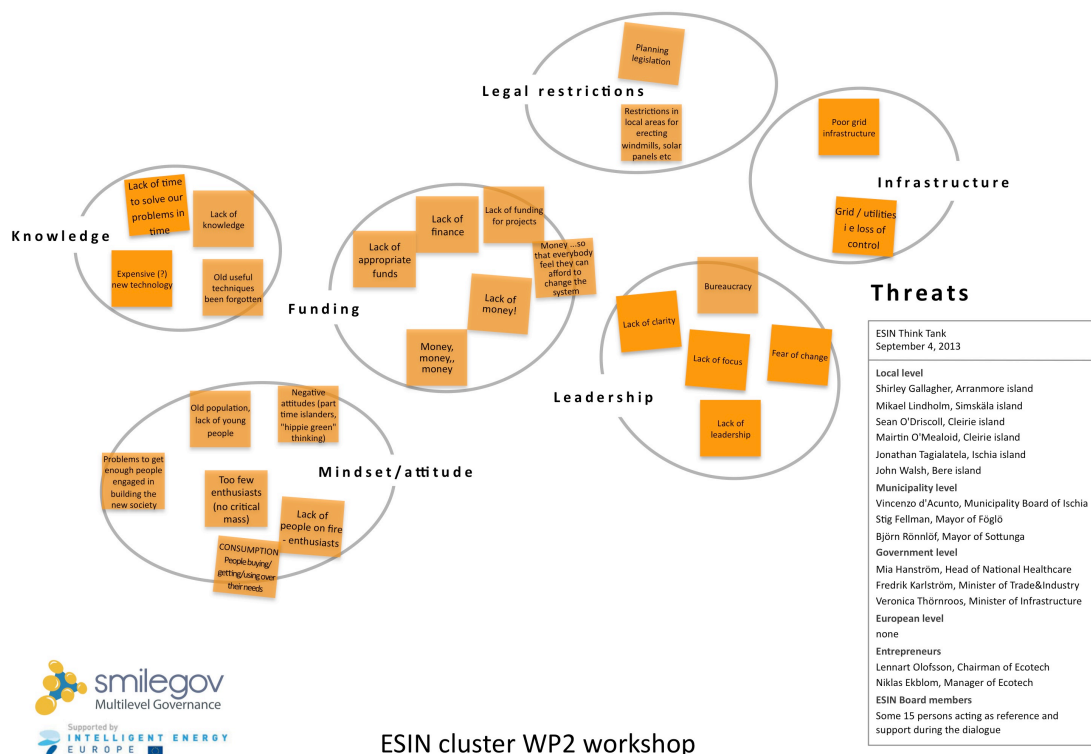 Legal restrictions
Planning
legislation
Restrictions in
local areas for
erecting
windmills, solar
panels etc
Infrastructure
Poor grid
infrastructure
Grid / utilities
i e loss of
control
Knowledge
Lack of time
to solve our
problems in
time
Lack of
knowledge
Expensive (?)
new technology
Old useful
techniques
been forgotten
Funding
Lack of
appropriate
funds
Lack of
finance
Lack of funding
for projects
Money ...so
that everybody
feel they can
afford to
change the
system
Lack of
money!
Money,
money,,
money
Leadership
Bureaucracy
Lack of clarity
Lack of focus
Fear of change
Lack of
leadership
Mindset/attitude
Old population,
lack of young
people
Negative
attitudes (part
time islanders,
"hippie green"
thinking)
Problems to get
enough people
engaged in
building the
new society
Too few
enthusiasts
(no critical
mass)
Lack of
people on fire
- enthusiasts
CONSUMPTION
People buying/
getting/using over
their needs
Threats
ESIN Think Tank
September 4, 2013
Local level
Shirley Gallagher, Arranmore island
Mikael Lindholm, Simskäla island
Sean O'Driscoll, Cleirie island
Mairtin O'Mealoid, Cleirie island
Jonathan Tagialatela, Ischia island
John Walsh, Bere island
Municipality level
Vincenzo d'Acunto, Municipality Board of Ischia
Stig Fellman, Mayor of Föglö
Björn Rönnlöf, Mayor of Sottunga
Government level
Mia Hanström, Head of National Healthcare
Fredrik Karlström, Minister of Trade&Industry
Veronica Thörnroos, Minister of Infrastructure
European level
none
Entrepreneurs
Lennart Olofsson, Chairman of Ecotech
Niklas Ekblom, Manager of Ecotech
ESIN Board members
Some 15 persons acting as reference and
support during the dialogue
smilegov
Multilevel Governance
Supported by
INTELLIGENT ENERGY
EUROPE
ESIN cluster WP2 workshop